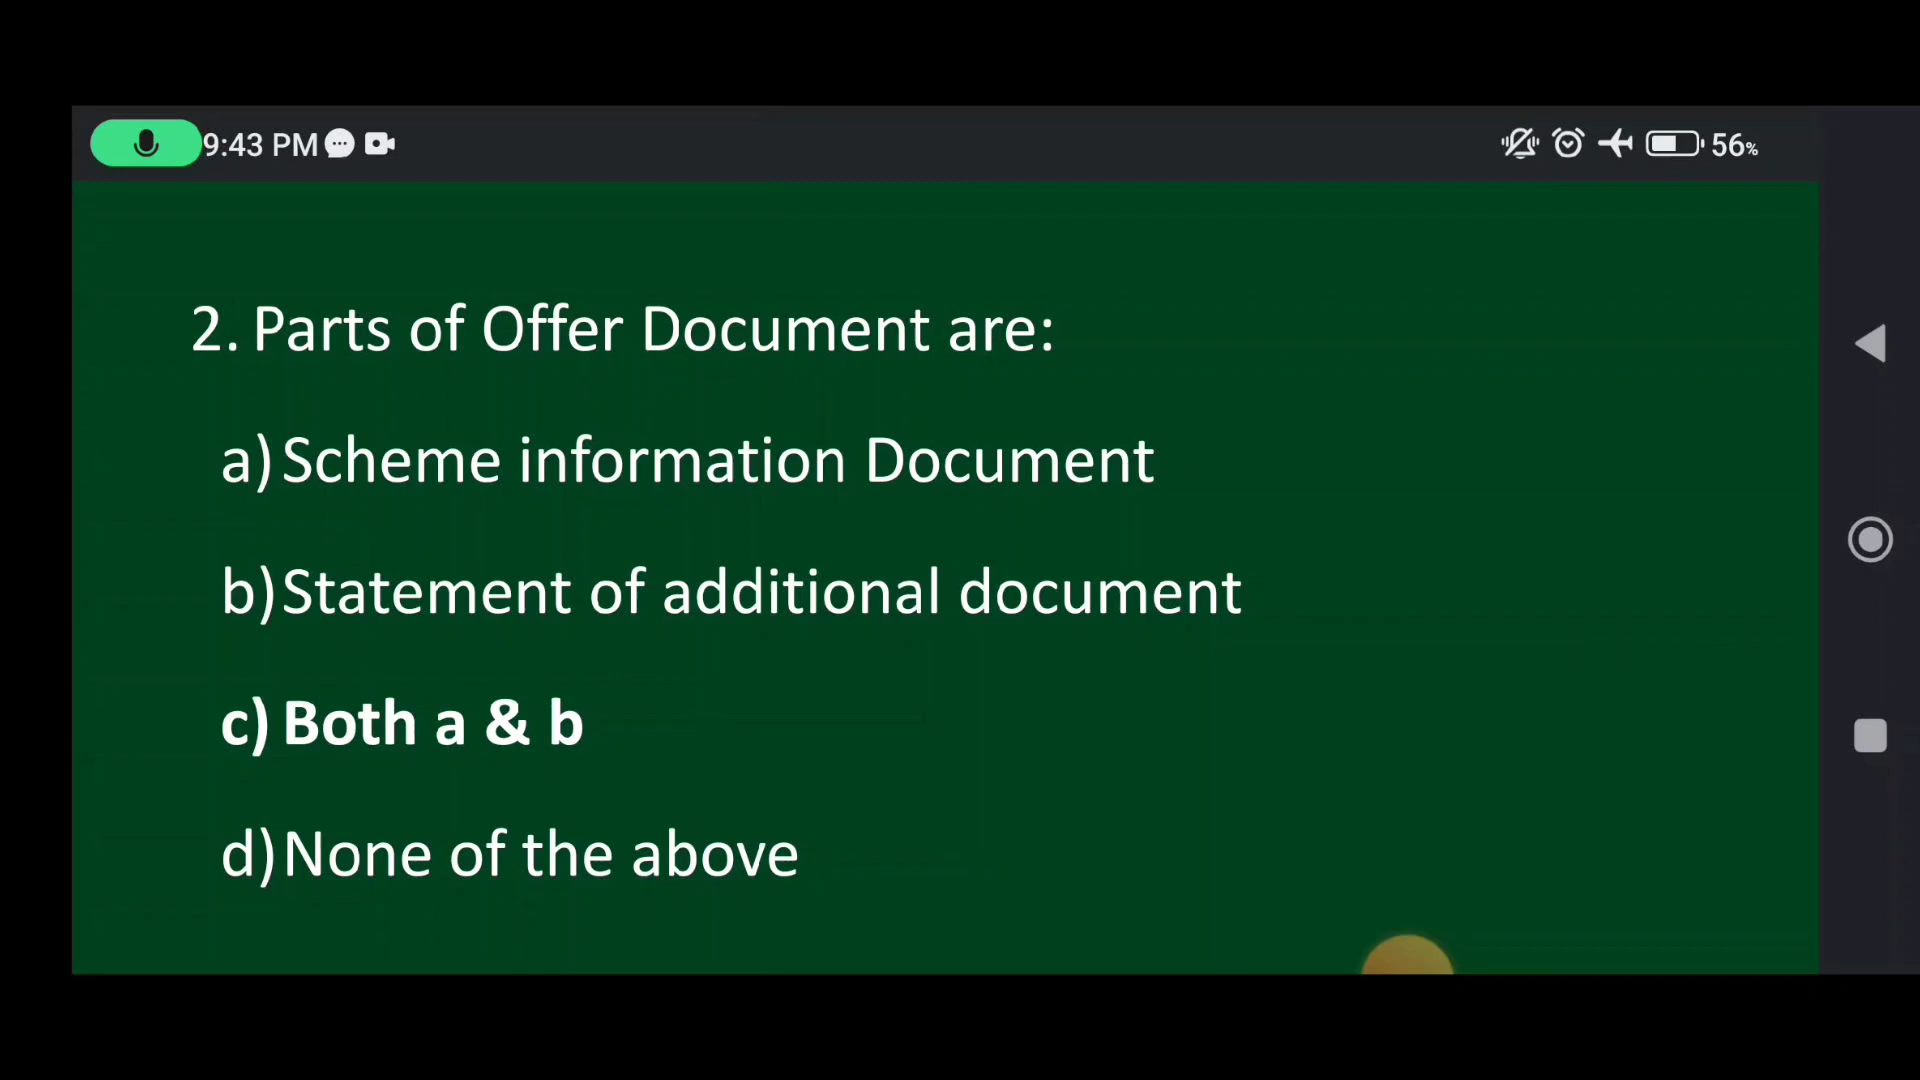 9:43 PM 56%
2. Parts of Offer Document are:
a) Scheme information Document
b) Statement of additional document
c) Both a & b
d) None of the above